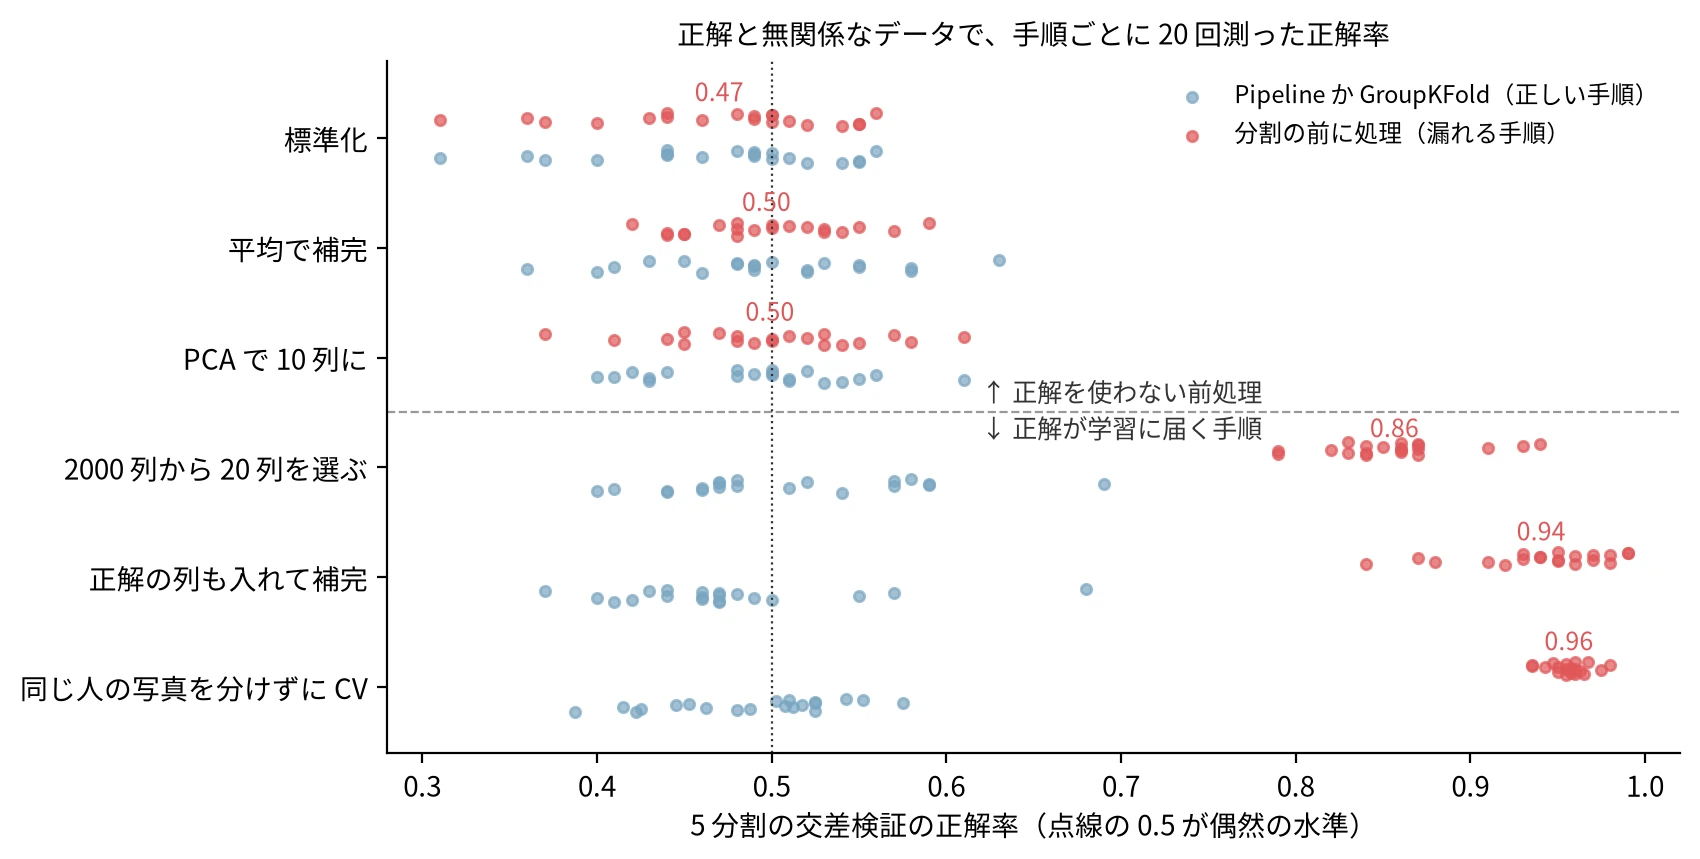 正解と無関係なデータで、手順ごとに 20 回測った正解率
Pipeline か GroupKFold（正しい手順）
分割の前に処理（漏れる手順）
標準化
0.47
平均で補完
0.50
PCA で 10 列に
0.50
↑ 正解を使わない前処理
↓ 正解が学習に届く手順
2000 列から 20 列を選ぶ
0.86
正解の列も入れて補完
0.94
同じ人の写真を分けずに CV
0.96
0.3 0.4 0.5 0.6 0.7 0.8 0.9 1.0
5 分割の交差検証の正解率（点線の 0.5 が偶然の水準）